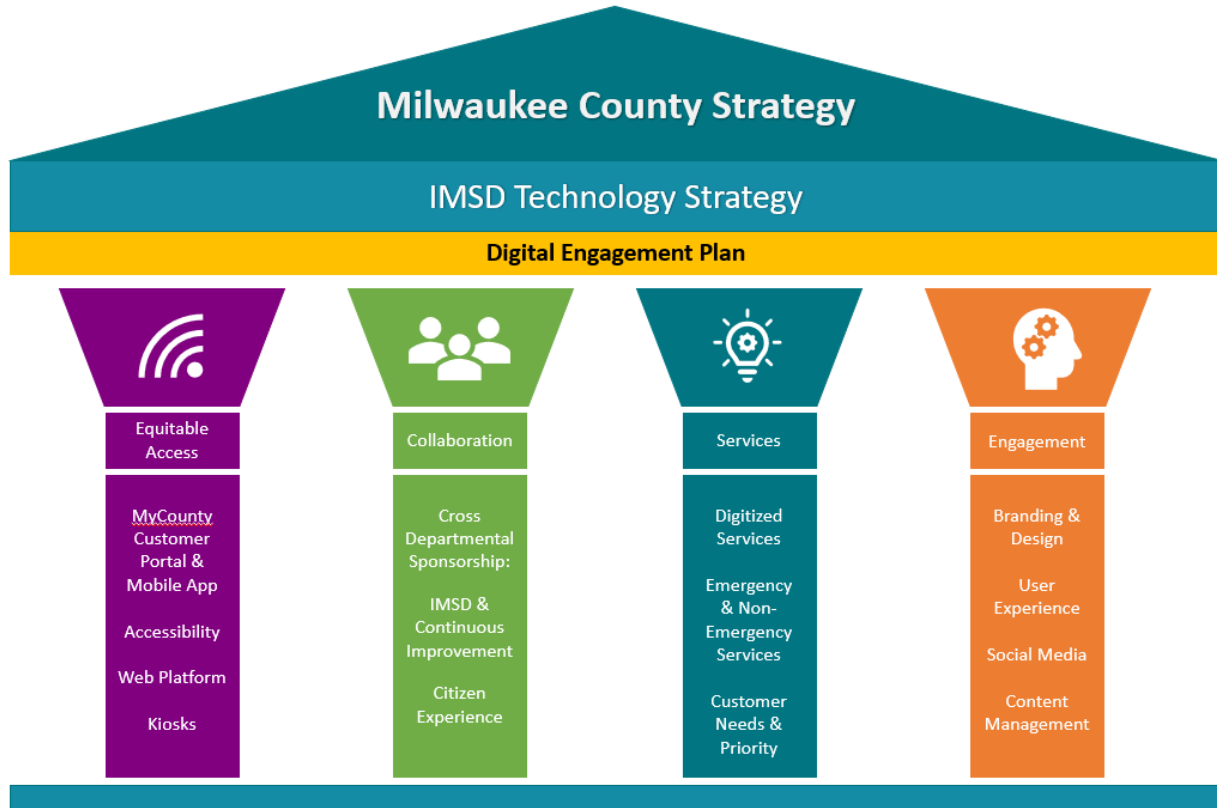 Milwaukee County Strategy
IMSD Technology Strategy
Digital Engagement Plan
Equitable
Access
MyCounty
Customer
Portal &
Mobile App
Accessibility
Web Platform
Kiosks
Collaboration
Cross
Departmental
Sponsorship:
IMSD &
Continuous
Improvement
Citizen
Experience
Services
Digitized
Services
Emergency
& Non-
Emergency
Services
Customer
Needs &
Priority
Engagement
Branding &
Design
User
Experience
Social Media
Content
Management